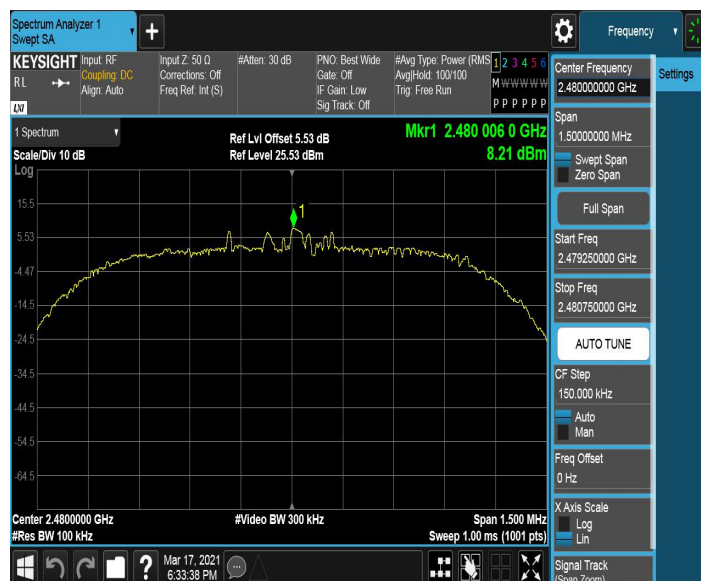 Spectrum Analyzer 1
Swept SA
Frequency
KEYSIGHT
RL
LXI
Input: RF
Coupling: DC
Align: Auto
Input Z: 50 Ω
Corrections: Off
Freq Ref: Int (S)
#Atten: 30 dB
PNO: Best Wide
Gate: Off
IF Gain: Low
Sig Track: Off
#Avg Type: Power (RMS
Avg|Hold: 100/100
Trig: Free Run
1 2 3 4 5 6
M W W W W W
P P P P P P
1 Spectrum
Scale/Div 10 dB
Log
Ref Lvl Offset 5.53 dB
Ref Level 25.53 dBm
Mkr1 2.480 006 0 GHz
8.21 dBm
1
15.5
5.53
-4.47
-14.5
-24.5
-34.5
-44.5
-54.5
-64.5
Center 2.4800000 GHz
#Res BW 100 kHz
#Video BW 300 kHz
Span 1.500 MHz
Sweep 1.00 ms (1001 pts)
Center Frequency
2.480000000 GHz
Settings
Span
1.50000000 MHz
Swept Span
Zero Span
Full Span
Start Freq
2.479250000 GHz
Stop Freq
2.480750000 GHz
AUTO TUNE
CF Step
150.000 kHz
Auto
Man
Freq Offset
0 Hz
X Axis Scale
Log
Lin
Signal Track
(Span Zoom)
?
Mar 17, 2021
6:33:38 PM